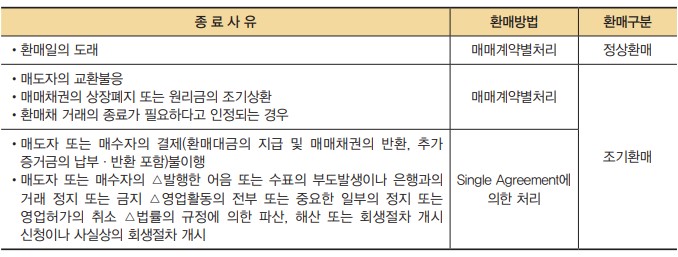 종 료 사 유 환매방법 환매구분
• 환매일의 도래 매매계약별처리 정상환매
• 매도자의 교환불응
• 매매채권의 상장폐지 또는 원리금의 조기상환
• 환매채 거래의 종료가 필요하다고 인정되는 경우
매매계약별처리
• 매도자 또는 매수자의 결제(환매대금의 지급 및 매매채권의 반환, 추가
증거금의 납부 · 반환 포함)불이행
• 매도자 또는 매수자의 △발행한 어음 또는 수표의 부도발생이나 은행과의
거래 정지 또는 금지 △영업활동의 전부 또는 중요한 일부의 정지 또는
영업허가의 취소 △법률의 규정에 의한 파산, 해산 또는 회생절차 개시
신청이나 사실상의 회생절차 개시
Single Agreement에
의한 처리
조기환매